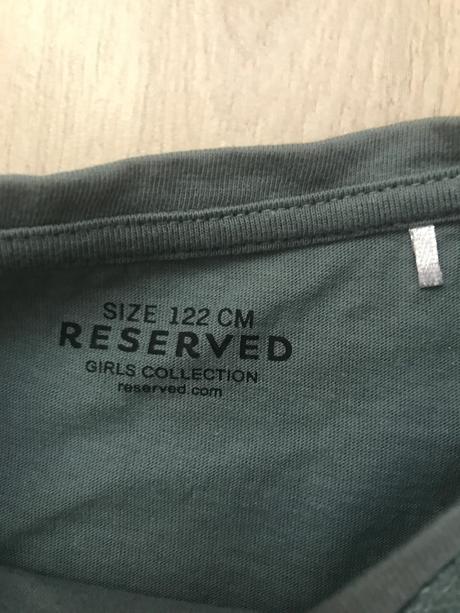 SIZE 122 CM
RESERVED
GIRLS COLLECTION
reserved.com